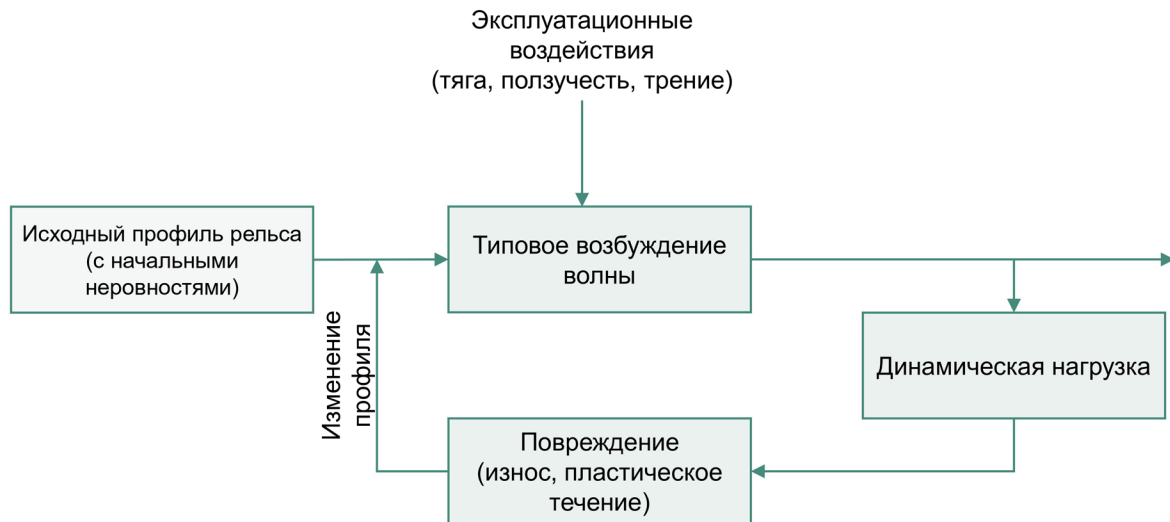 Эксплуатационные
воздействия
(тяга, ползучесть, трение)
Исходный профиль рельса
(с начальными
неровностями)
Типовое возбуждение
волны
Изменение
профиля
Динамическая нагрузка
Повреждение
(износ, пластическое
течение)